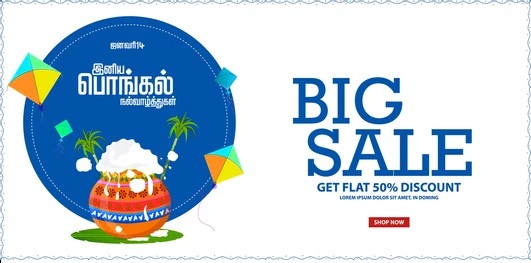 ஜனவரி14
இனிய
பொங்கல்
நல்வாழ்த்துகள்
BIG
SALE
GET FLAT 50% DISCOUNT
LOREM IPSUM DOLOR SIT AMET, IN DOMING
SHOP NOW